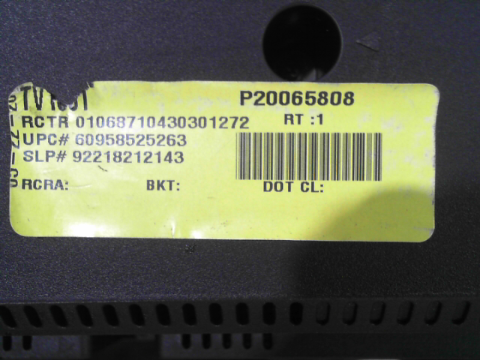 P20065808
RCTR 01068710430301272 RT :1
UPC# 60958525263
SLP# 92218212143
RCRA: BKT: DOT CL: